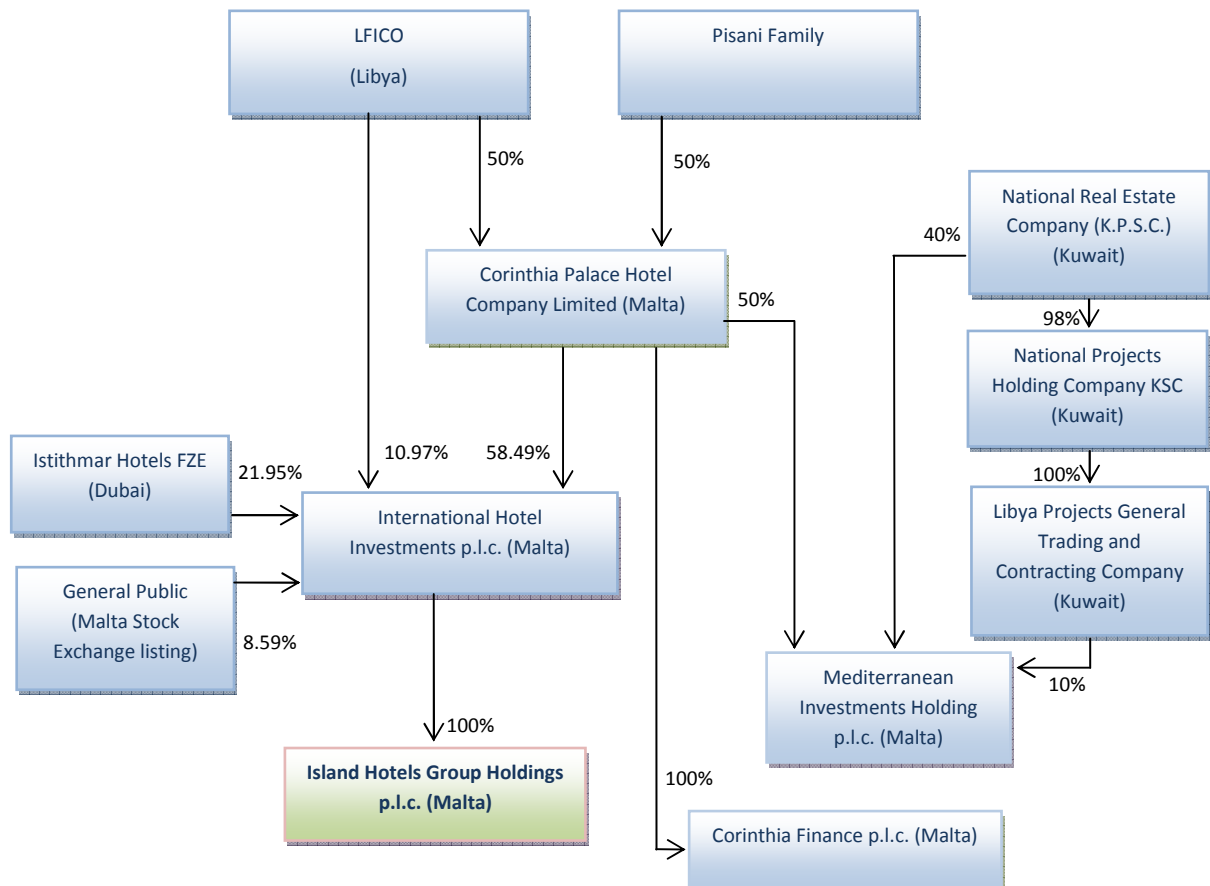 LFICO
(Libya)
Pisani Family
50%
50%
National Real Estate
Company (K.P.S.C.)
(Kuwait)
40%
Corinthia Palace Hotel
Company Limited (Malta)
50%
98%
National Projects
Holding Company KSC
(Kuwait)
Istithmar Hotels FZE
(Dubai)
21.95%
10.97%
58.49%
100%
International Hotel
Investments p.l.c. (Malta)
Libya Projects General
Trading and
Contracting Company
(Kuwait)
General Public
(Malta Stock
Exchange listing)
8.59%
10%
Mediterranean
Investments Holding
p.l.c. (Malta)
100%
Island Hotels Group Holdings
p.l.c. (Malta)
100%
Corinthia Finance p.l.c. (Malta)